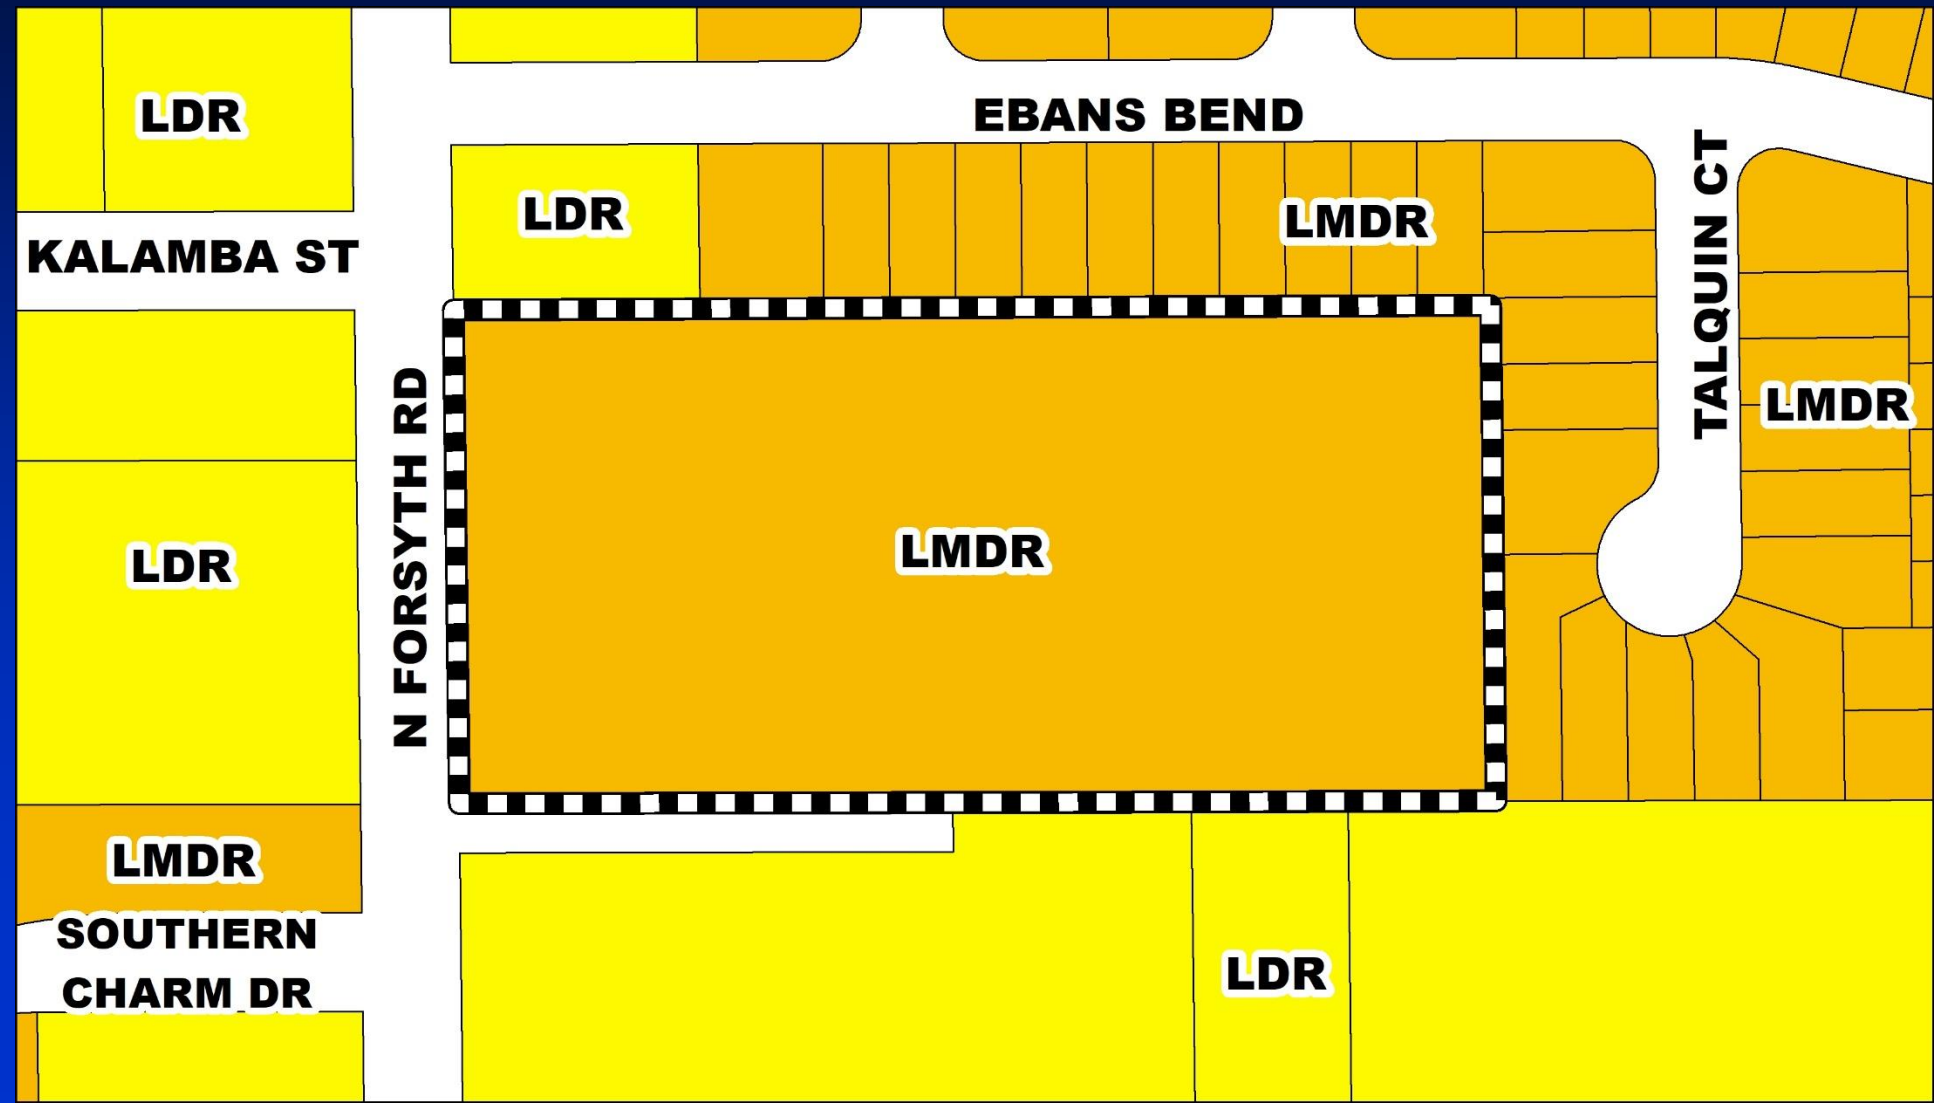 LDR
EBANS BEND
TALQUIN CT
LDR
LMDR
KALAMBA ST
N FORSYTH RD
LMDR
LMDR
LDR
LMDR
SOUTHERN
CHARM DR
LDR